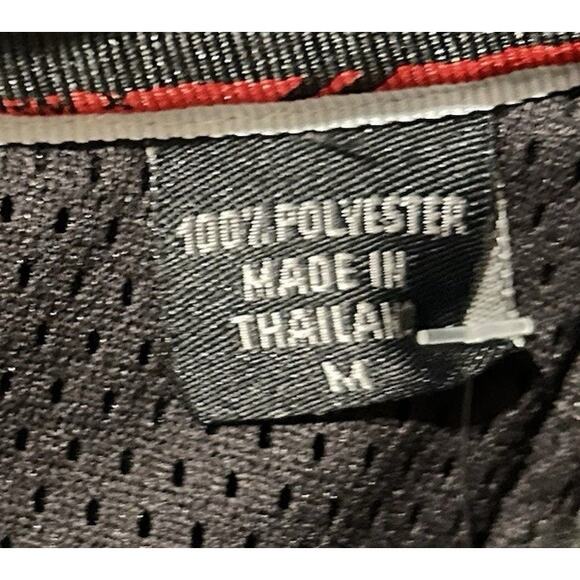 100% POLYESTER
MADE IN
THAILAN
M